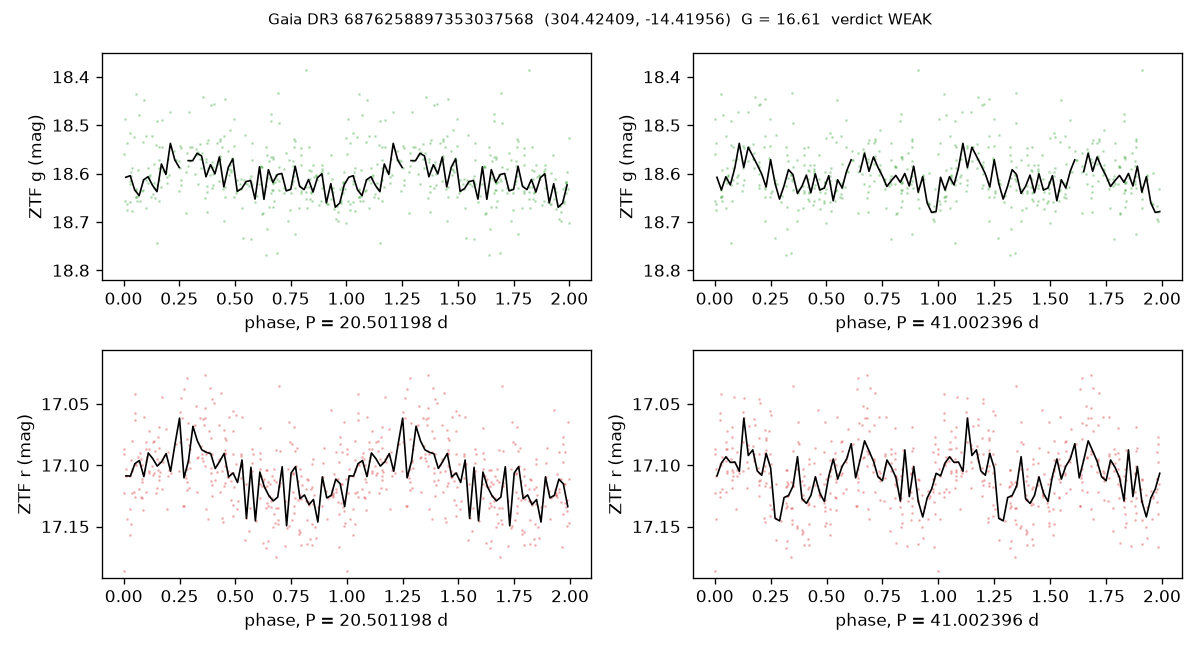 Gaia DR3 6876258897353037568 (304.42409, -14.41956) G = 16.61 verdict WEAK
ZTF g (mag)
18.4
18.5
18.6
18.7
18.8
0.00 0.25 0.50 0.75 1.00 1.25 1.50 1.75 2.00
phase, P = 20.501198 d
ZTF g (mag)
18.4
18.5
18.6
18.7
18.8
0.00 0.25 0.50 0.75 1.00 1.25 1.50 1.75 2.00
phase, P = 41.002396 d
ZTF r (mag)
17.05
17.10
17.15
0.00 0.25 0.50 0.75 1.00 1.25 1.50 1.75 2.00
phase, P = 20.501198 d
ZTF r (mag)
17.05
17.10
17.15
0.00 0.25 0.50 0.75 1.00 1.25 1.50 1.75 2.00
phase, P = 41.002396 d